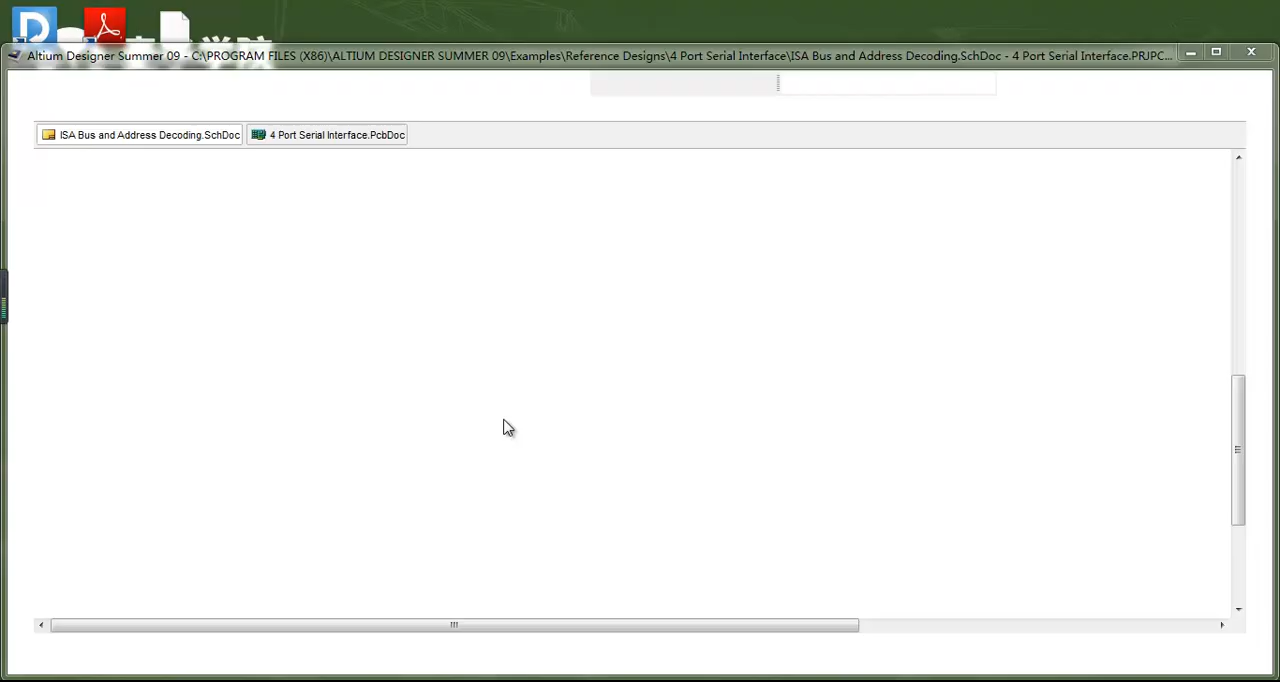 Altium Designer Summer 09 - C:\PROGRAM FILES (X86)\ALTIUM DESIGNER SUMMER 09\Examples\Reference Designs\4 Port Serial Interface\ISA Bus and Address Decoding.SchDoc - 4 Port Serial Interface.PRJPC...
ISA Bus and Address Decoding.SchDoc
4 Port Serial Interface.PcbDoc